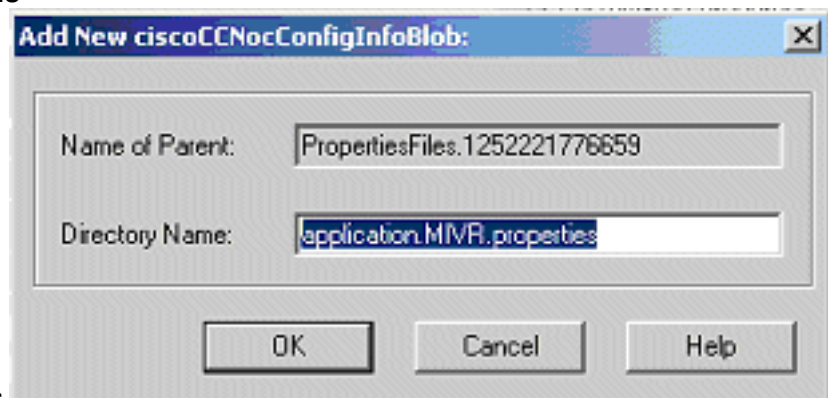 Add New ciscoCCNocConfigInfoBlob:
Name of Parent: PropertiesFiles.1252221776659
Directory Name: application.MIVR.properties
OK Cancel Help